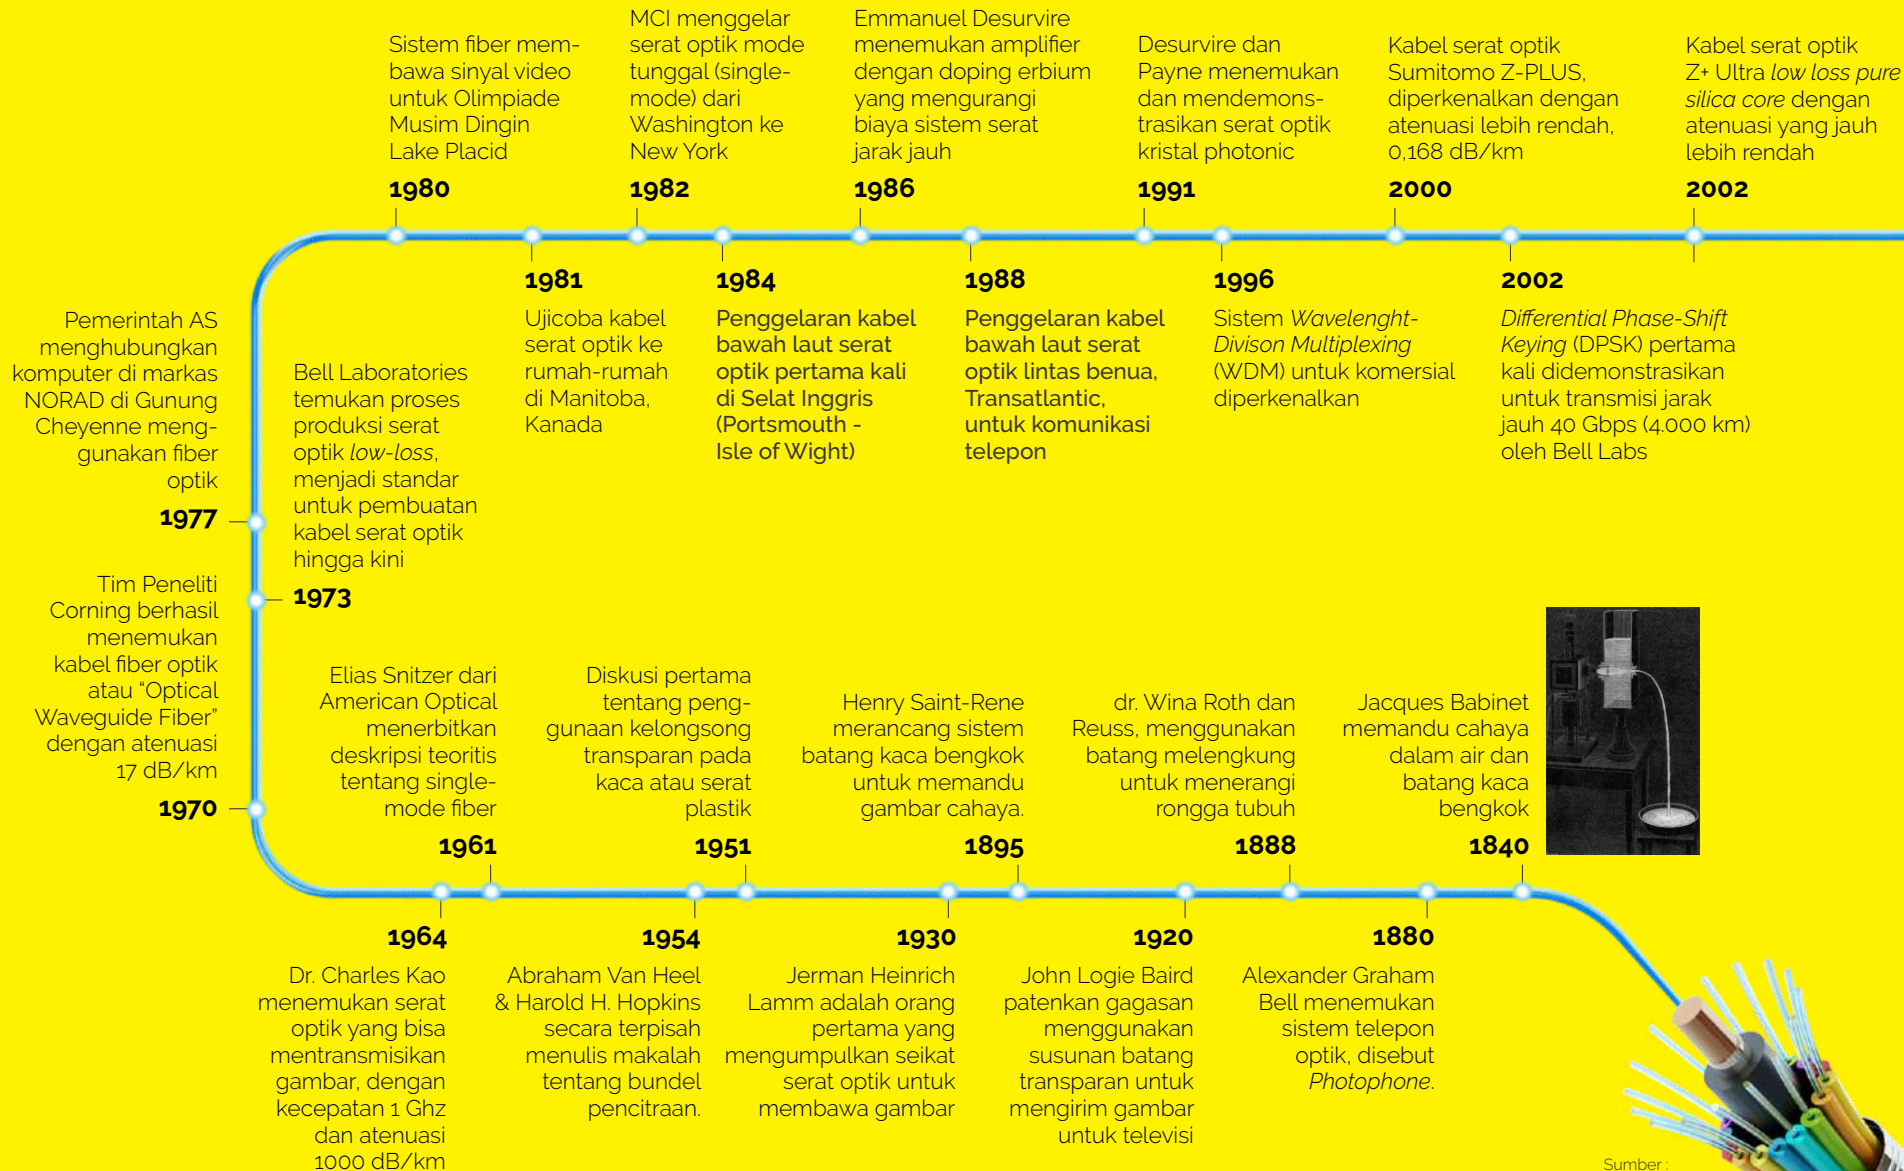 Sistem fiber mem-
bawa sinyal video
untuk Olimpiade
Musim Dingin
Lake Placid
1980
MCI menggelar
serat optik mode
tunggal (single-
mode) dari
Washington ke
New York
1982
Emmanuel Desurvire
menemukan amplifier
dengan doping erbium
yang mengurangi
biaya sistem serat
jarak jauh
1986
Desurvire dan
Payne menemukan
dan mendemons-
trasikan serat optik
kristal photonic
1991
Kabel serat optik
Sumitomo Z-PLUS,
diperkenalkan dengan
atenuasi lebih rendah,
0,168 dB/km
2000
Kabel serat optik
Z+ Ultra low loss pure
silica core dengan
atenuasi yang jauh
lebih rendah
2002
1981
Ujicoba kabel
serat optik ke
rumah-rumah
di Manitoba,
Kanada
1984
Penggelaran kabel
bawah laut serat
optik pertama kali
di Selat Inggris
(Portsmouth -
Isle of Wight)
1988
Penggelaran kabel
bawah laut serat
optik lintas benua,
Transatlantic,
untuk komunikasi
telepon
1996
Sistem Wavelenght-
Divison Multiplexing
(WDM) untuk komersial
diperkenalkan
2002
Differential Phase-Shift
Keying (DPSK) pertama
kali didemonstrasikan
untuk transmisi jarak
jauh 40 Gbps (4.000 km)
oleh Bell Labs
Pemerintah AS
menghubungkan
komputer di markas
NORAD di Gunung
Cheyenne meng-
gunakan fiber
optik
1977
Bell Laboratories
temukan proses
produksi serat
optik low-loss,
menjadi standar
untuk pembuatan
kabel serat optik
hingga kini
1973
Tim Peneliti
Corning berhasil
menemukan
kabel fiber optik
atau “Optical
Waveguide Fiber”
dengan atenuasi
17 dB/km
1970
Elias Snitzer dari
American Optical
menerbitkan
deskripsi teoritis
tentang single-
mode fiber
1961
Diskusi pertama
tentang peng-
gunaan kelongsong
transparan pada
kaca atau serat
plastik
1951
Henry Saint-Rene
merancang sistem
batang kaca bengkok
untuk memandu
gambar cahaya.
1895
dr. Wina Roth dan
Reuss, menggunakan
batang melengkung
untuk menerangi
rongga tubuh
1888
Jacques Babinet
memandu cahaya
dalam air dan
batang kaca
bengkok
1840
1964
Dr. Charles Kao
menemukan serat
optik yang bisa
mentransmisikan
gambar, dengan
kecepatan 1 Ghz
dan atenuasi
1000 dB/km
1954
Abraham Van Heel
& Harold H. Hopkins
secara terpisah
menulis makalah
tentang bundel
pencitraan.
1930
Jerman Heinrich
Lamm adalah orang
pertama yang
mengumpulkan seikat
serat optik untuk
membawa gambar
1920
John Logie Baird
patenkan gagasan
menggunakan
susunan batang
transparan untuk
mengirim gambar
untuk televisi
1880
Alexander Graham
Bell menemukan
sistem telepon
optik, disebut
Photophone.
Sumber :